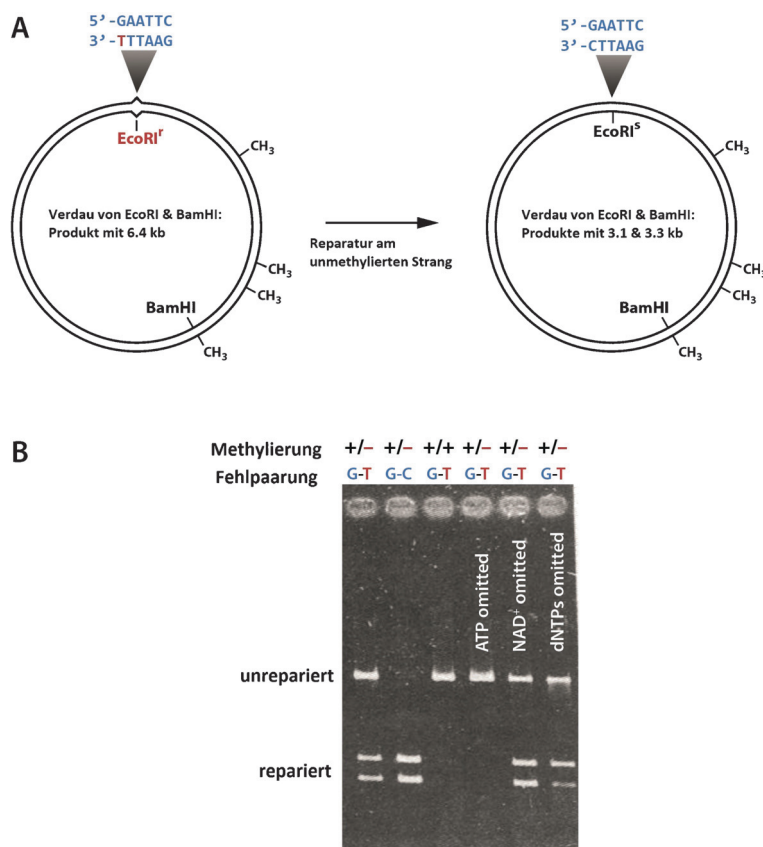 A
5’-GAATTC
3’-TTTAAG
EcoRIʳ
CH₃
Verdau von EcoRI & BamHI:
Produkt mit 6.4 kb
CH₃
CH₃
BamHI
CH₃
Reparatur am
unmethylierten Strang
5’-GAATTC
3’-CTTAAG
EcoRIˢ
CH₃
Verdau von EcoRI & BamHI:
Produkte mit 3.1 & 3.3 kb
CH₃
CH₃
BamHI
CH₃
B
Methylierung +/– +/– +/+ +/– +/– +/–
Fehlpaarung G-T G-C G-T G-T G-T G-T
ATP omitted
NAD⁺ omitted
dNTPs omitted
unrepariert
repariert